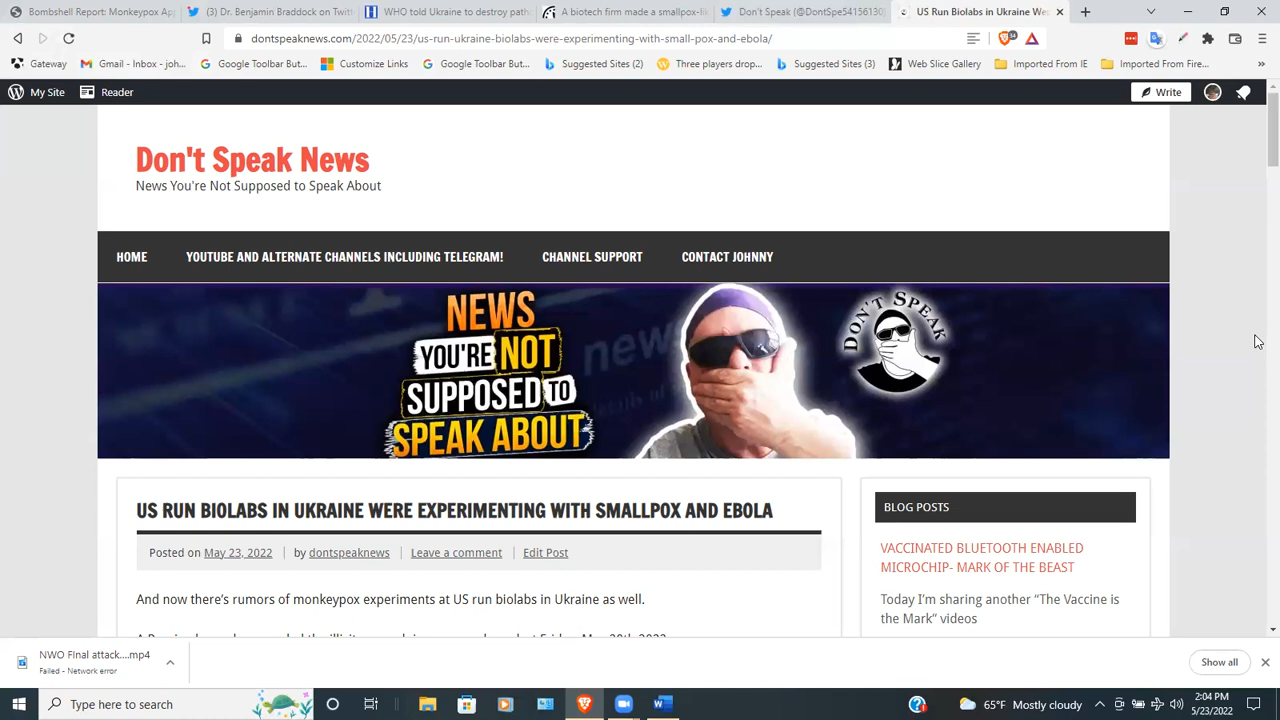 Bombshell Report: Monkeypox Ap
(3) Dr. Benjamin Braddock on Twitt
WHO told Ukraine to destroy path
A biotech firm made a smallpox-lik
Don't Speak (@DontSpe54156130)
US Run Biolabs in Ukraine We
dontspeaknews.com/2022/05/23/us-run-ukraine-biolabs-were-experimenting-with-small-pox-and-ebola/
Gateway
Gmail - Inbox - joh...
Google Toolbar But...
Customize Links
Google Toolbar But...
Suggested Sites (2)
Three players drop...
Suggested Sites (3)
Web Slice Gallery
Imported From IE
Imported From Fire...
My Site
Reader
Write
Don't Speak News
News You're Not Supposed to Speak About
HOME
YOUTUBE AND ALTERNATE CHANNELS INCLUDING TELEGRAM!
CHANNEL SUPPORT
CONTACT JOHNNY
NEWS
YOU'RE NOT
SUPPOSED TO
SPEAK ABOUT
DON'T SPEAK
US RUN BIOLABS IN UKRAINE WERE EXPERIMENTING WITH SMALLPOX AND EBOLA
Posted on May 23, 2022
by dontspeaknews
Leave a comment
Edit Post
And now there's rumors of monkeypox experiments at US run biolabs in Ukraine as well.
BLOG POSTS
VACCINATED BLUETOOTH ENABLED
MICROCHIP- MARK OF THE BEAST
Today I'm sharing another "The Vaccine is
the Mark" videos
NWO FInal attack....mp4
Failed - Network error
Show all
Type here to search
65°F Mostly cloudy
2:04 PM
5/23/2022